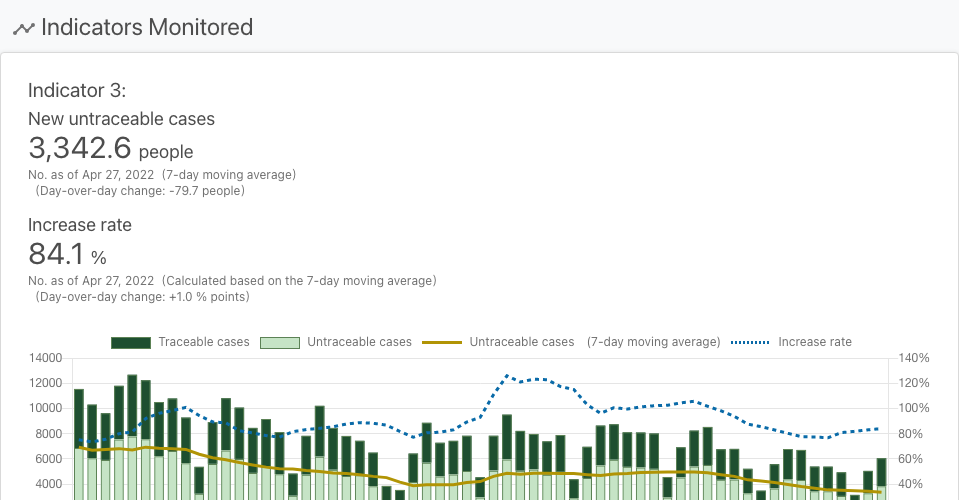 Indicators Monitored
Indicator 3:
New untraceable cases
3,342.6 people
No. as of Apr 27, 2022 (7-day moving average)
(Day-over-day change: -79.7 people)
Increase rate
84.1 %
No. as of Apr 27, 2022 (Calculated based on the 7-day moving average)
(Day-over-day change: +1.0 % points)
Traceable cases Untraceable cases Untraceable cases (7-day moving average) Increase rate
14000 140%
12000 120%
10000 100%
8000 80%
6000 60%
4000 40%